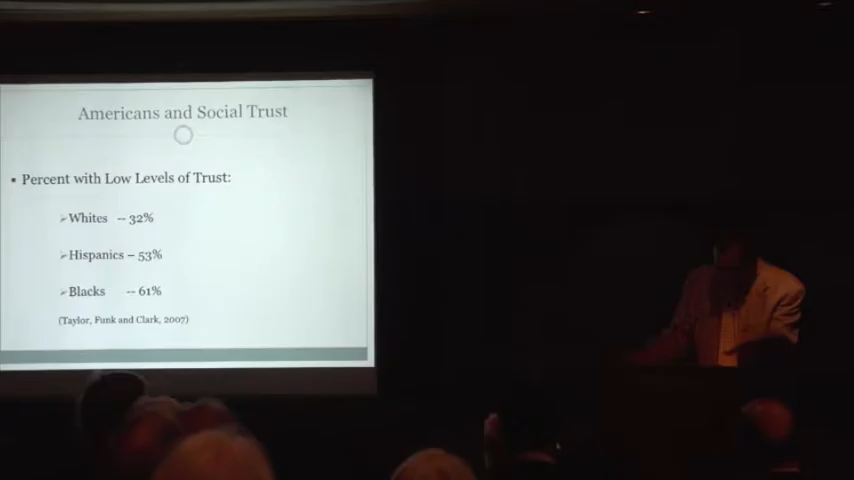 Americans and Social Trust
▪ Percent with Low Levels of Trust:
➢Whites -- 32%
➢Hispanics – 53%
➢Blacks -- 61%
(Taylor, Funk and Clark, 2007)